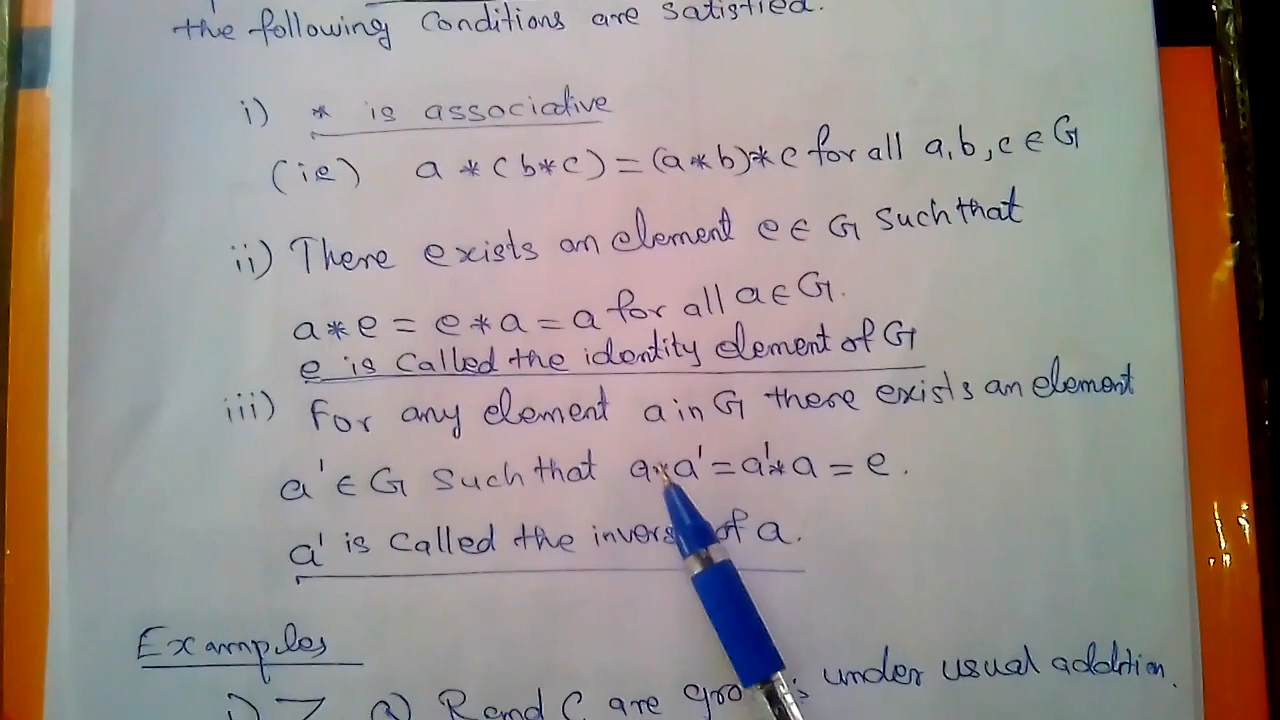 the following conditions are satisfied.
i) * is associative
(ie) a * (b*c) = (a*b)*c for all a, b, c ∈ G
ii) There exists an element e ∈ G such that
a*e = e*a = a for all a ∈ G.
e is called the identity element of G
iii) For any element a in G there exists an element
a' ∈ G such that a*a' = a'*a = e.
a' is called the of a.
Examples
i) Z, Q, R and C are under usual addition.